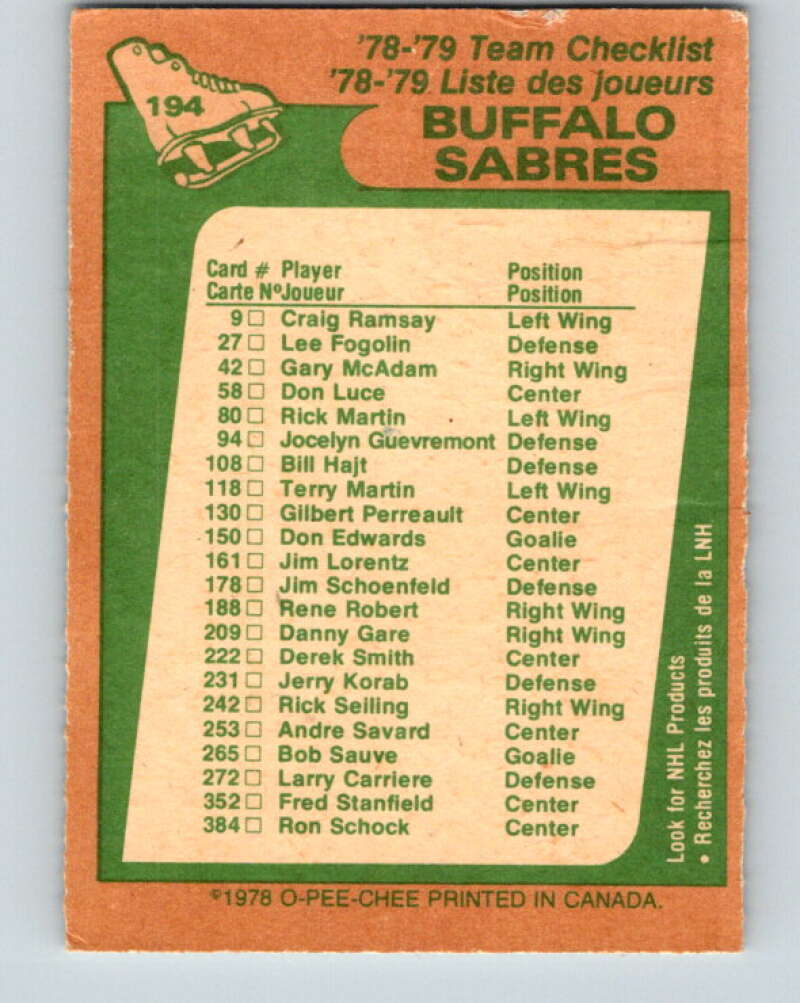 194
'78-'79 Team Checklist
'78-'79 Liste des joueurs
BUFFALO
SABRES
Card # Player Position
Carte Nº Joueur Position
9 □ Craig Ramsay Left Wing
27 □ Lee Fogolin Defense
42 □ Gary McAdam Right Wing
58 □ Don Luce Center
80 □ Rick Martin Left Wing
94 □ Jocelyn Guevremont Defense
108 □ Bill Hajt Defense
118 □ Terry Martin Left Wing
130 □ Gilbert Perreault Center
150 □ Don Edwards Goalie
161 □ Jim Lorentz Center
178 □ Jim Schoenfeld Defense
188 □ Rene Robert Right Wing
209 □ Danny Gare Right Wing
222 □ Derek Smith Center
231 □ Jerry Korab Defense
242 □ Rick Seiling Right Wing
253 □ Andre Savard Center
265 □ Bob Sauve Goalie
272 □ Larry Carriere Defense
352 □ Fred Stanfield Center
384 □ Ron Schock Center
Look for NHL Products
• Recherchez les produits de la LNH
©1978 O-PEE-CHEE PRINTED IN CANADA.